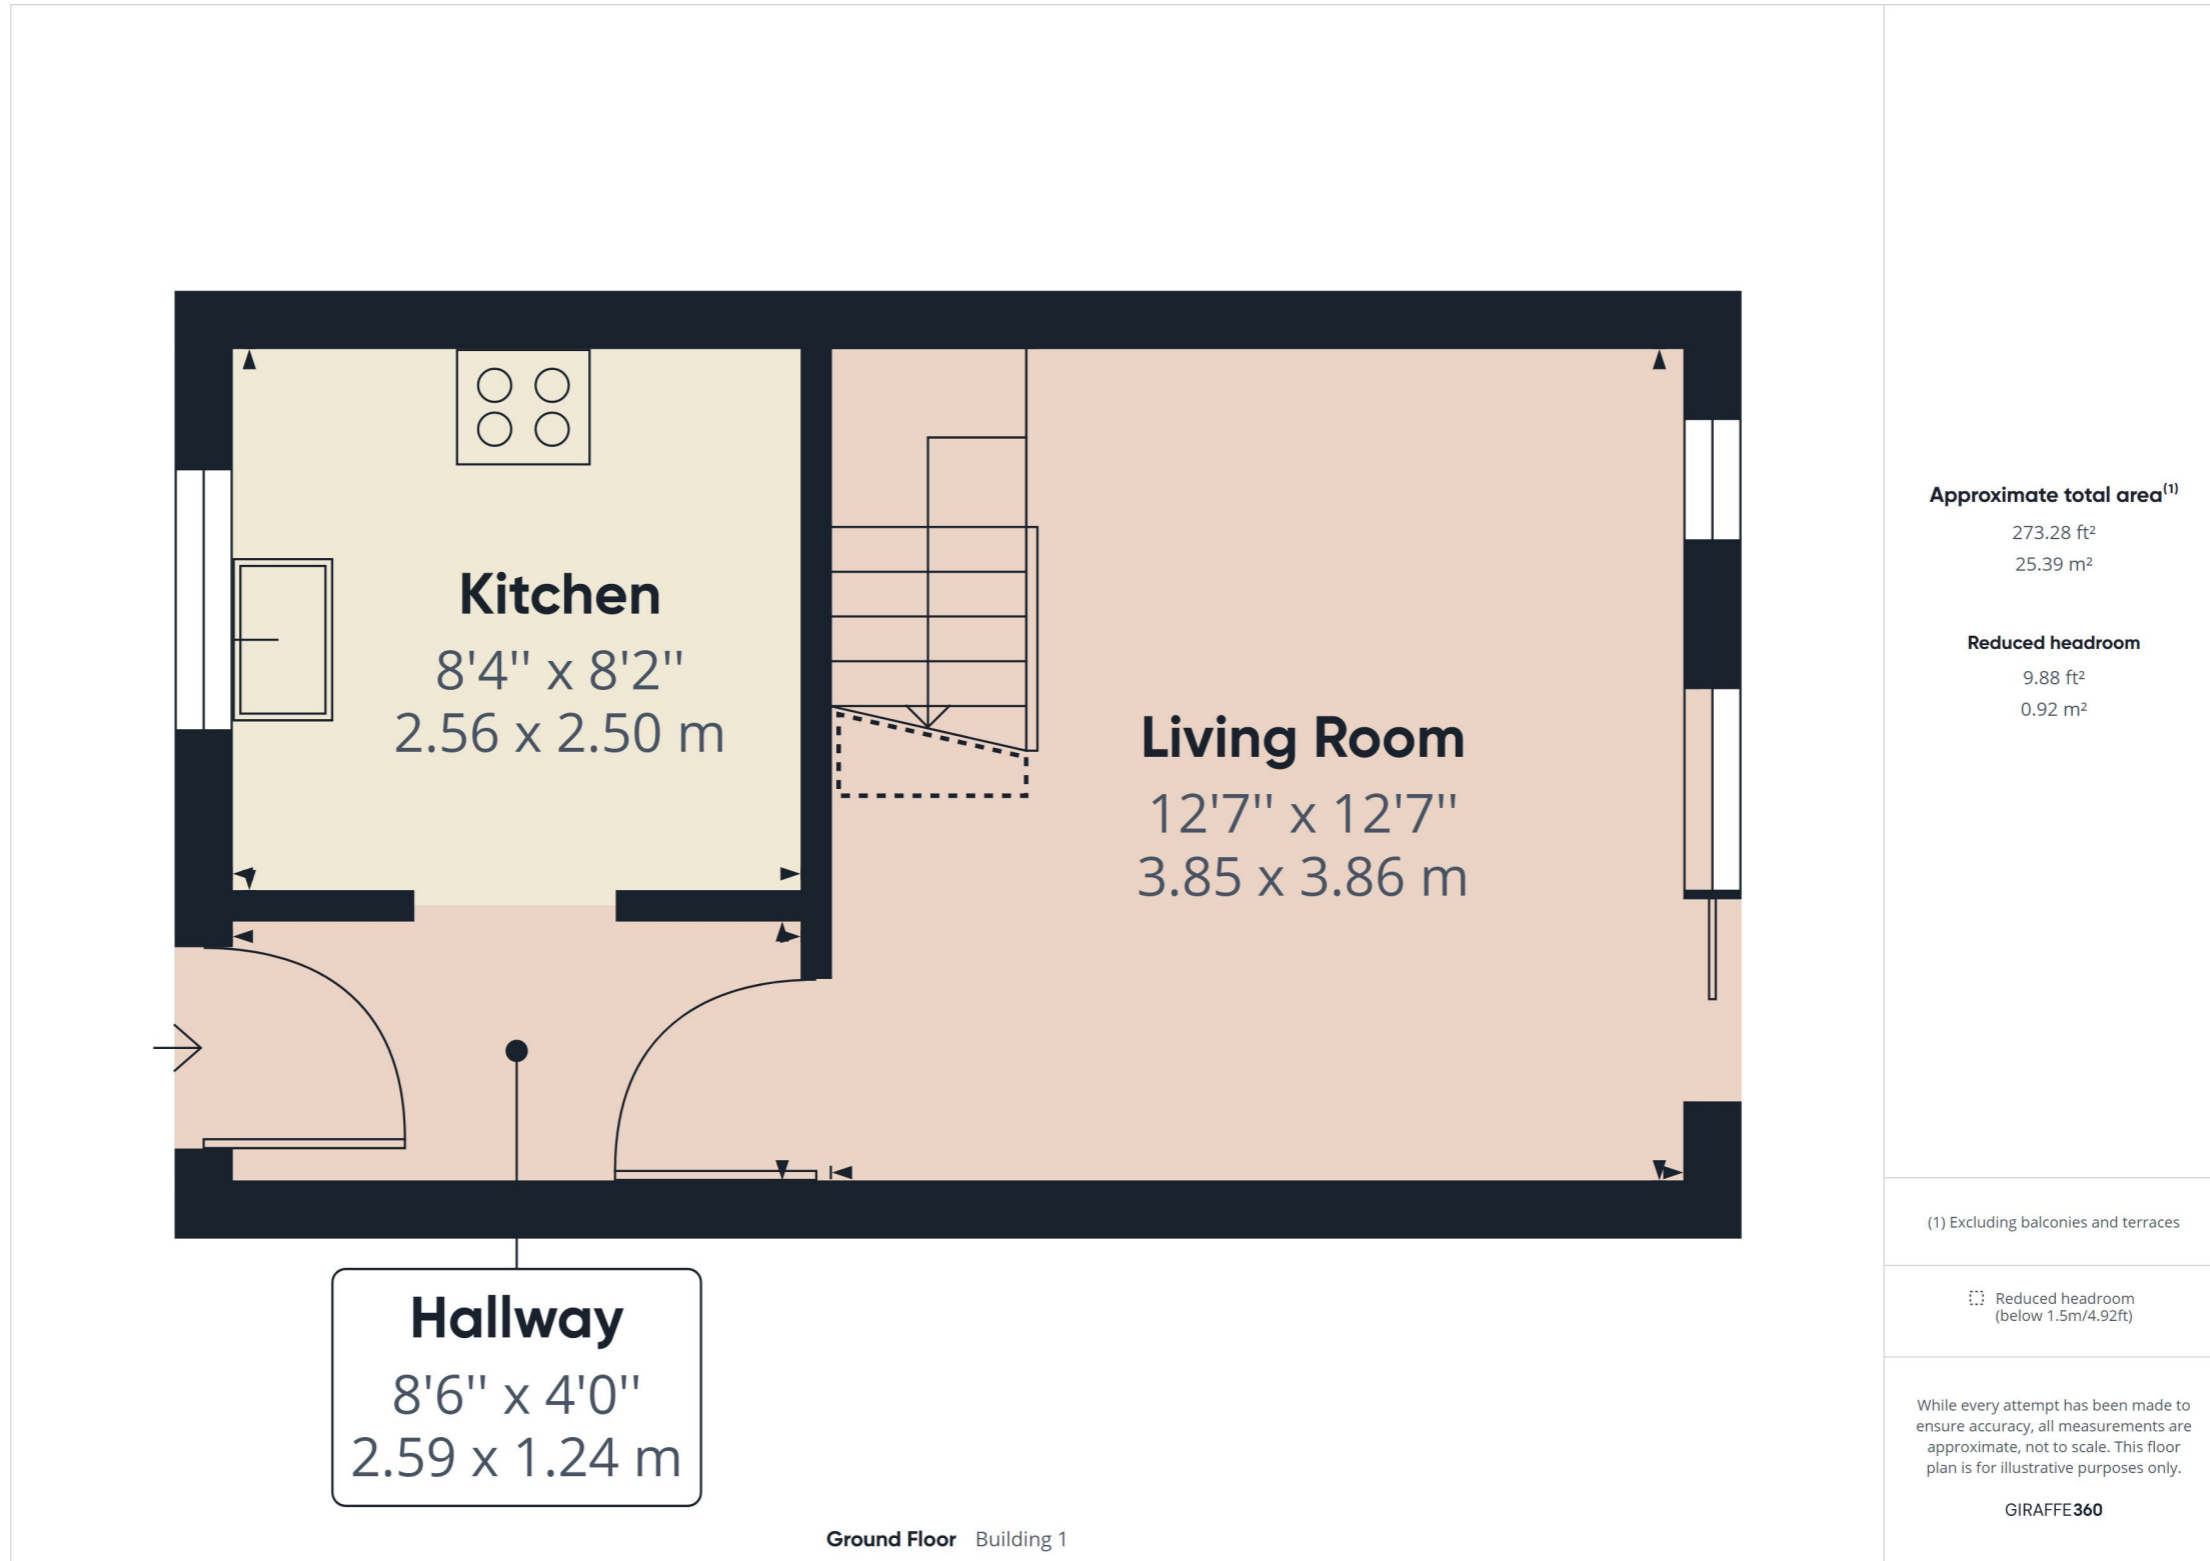 Kitchen
8'4'' x 8'2''
2.56 x 2.50 m
Living Room
12'7'' x 12'7''
3.85 x 3.86 m
Hallway
8'6'' x 4'0''
2.59 x 1.24 m
Ground Floor Building 1
Approximate total area(1)
273.28 ft²
25.39 m²
Reduced headroom
9.88 ft²
0.92 m²
(1) Excluding balconies and terraces
Reduced headroom
(below 1.5m/4.92ft)
While every attempt has been made to
ensure accuracy, all measurements are
approximate, not to scale. This floor
plan is for illustrative purposes only.
GIRAFFE360